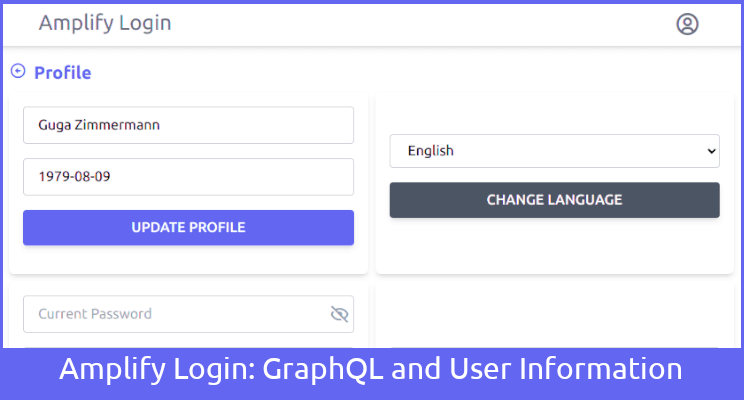 Amplify Login
Profile
Guga Zimmermann
1979-08-09
UPDATE PROFILE
English
CHANGE LANGUAGE
Current Password
Amplify Login: GraphQL and User Information